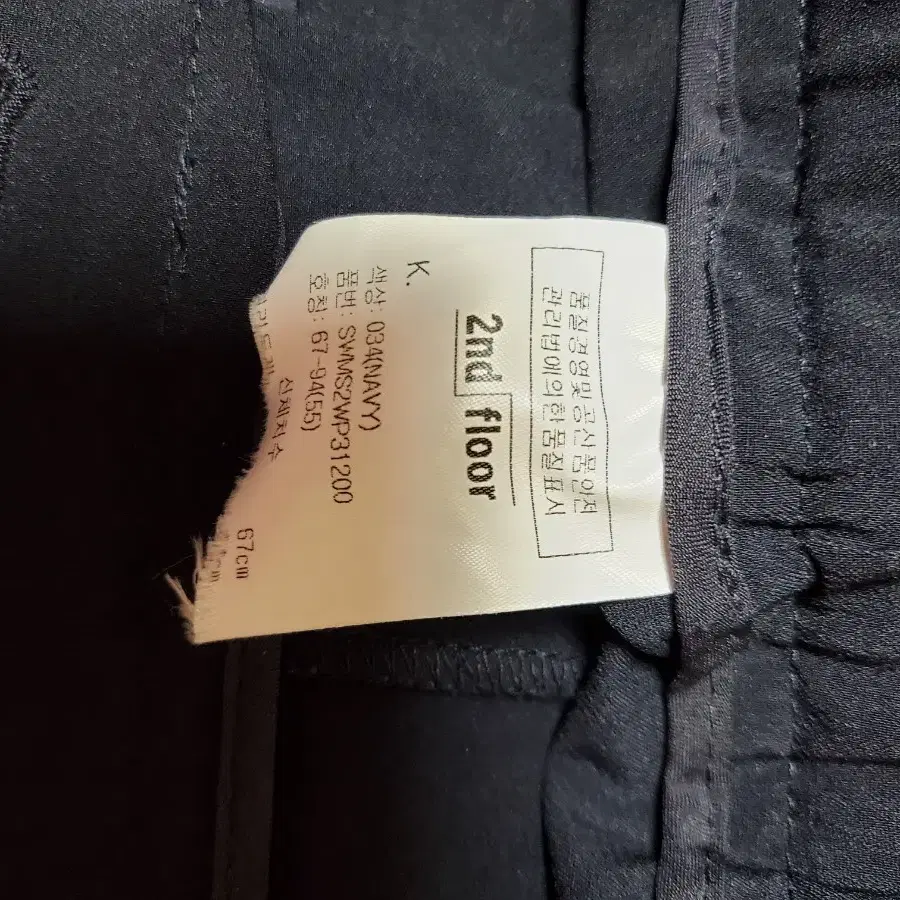 품질경영및공산품안전
관리법에의한품질표시
2nd floor
K.
색상: 034(NAVY)
품번: SWMS2WP31200
호칭: 67-94(55)
신체치수
67cm
cm